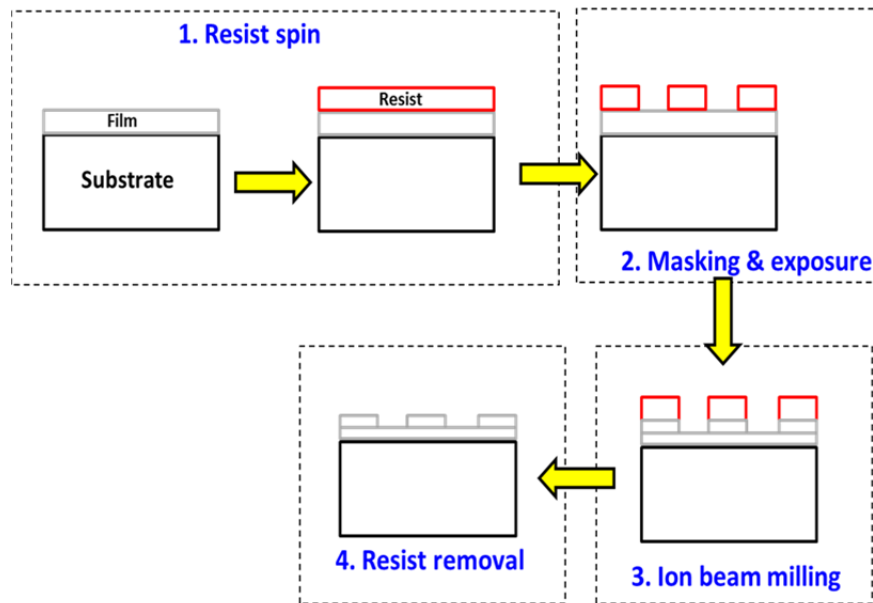 1. Resist spin
Film
Substrate
Resist
2. Masking & exposure
3. Ion beam milling
4. Resist removal